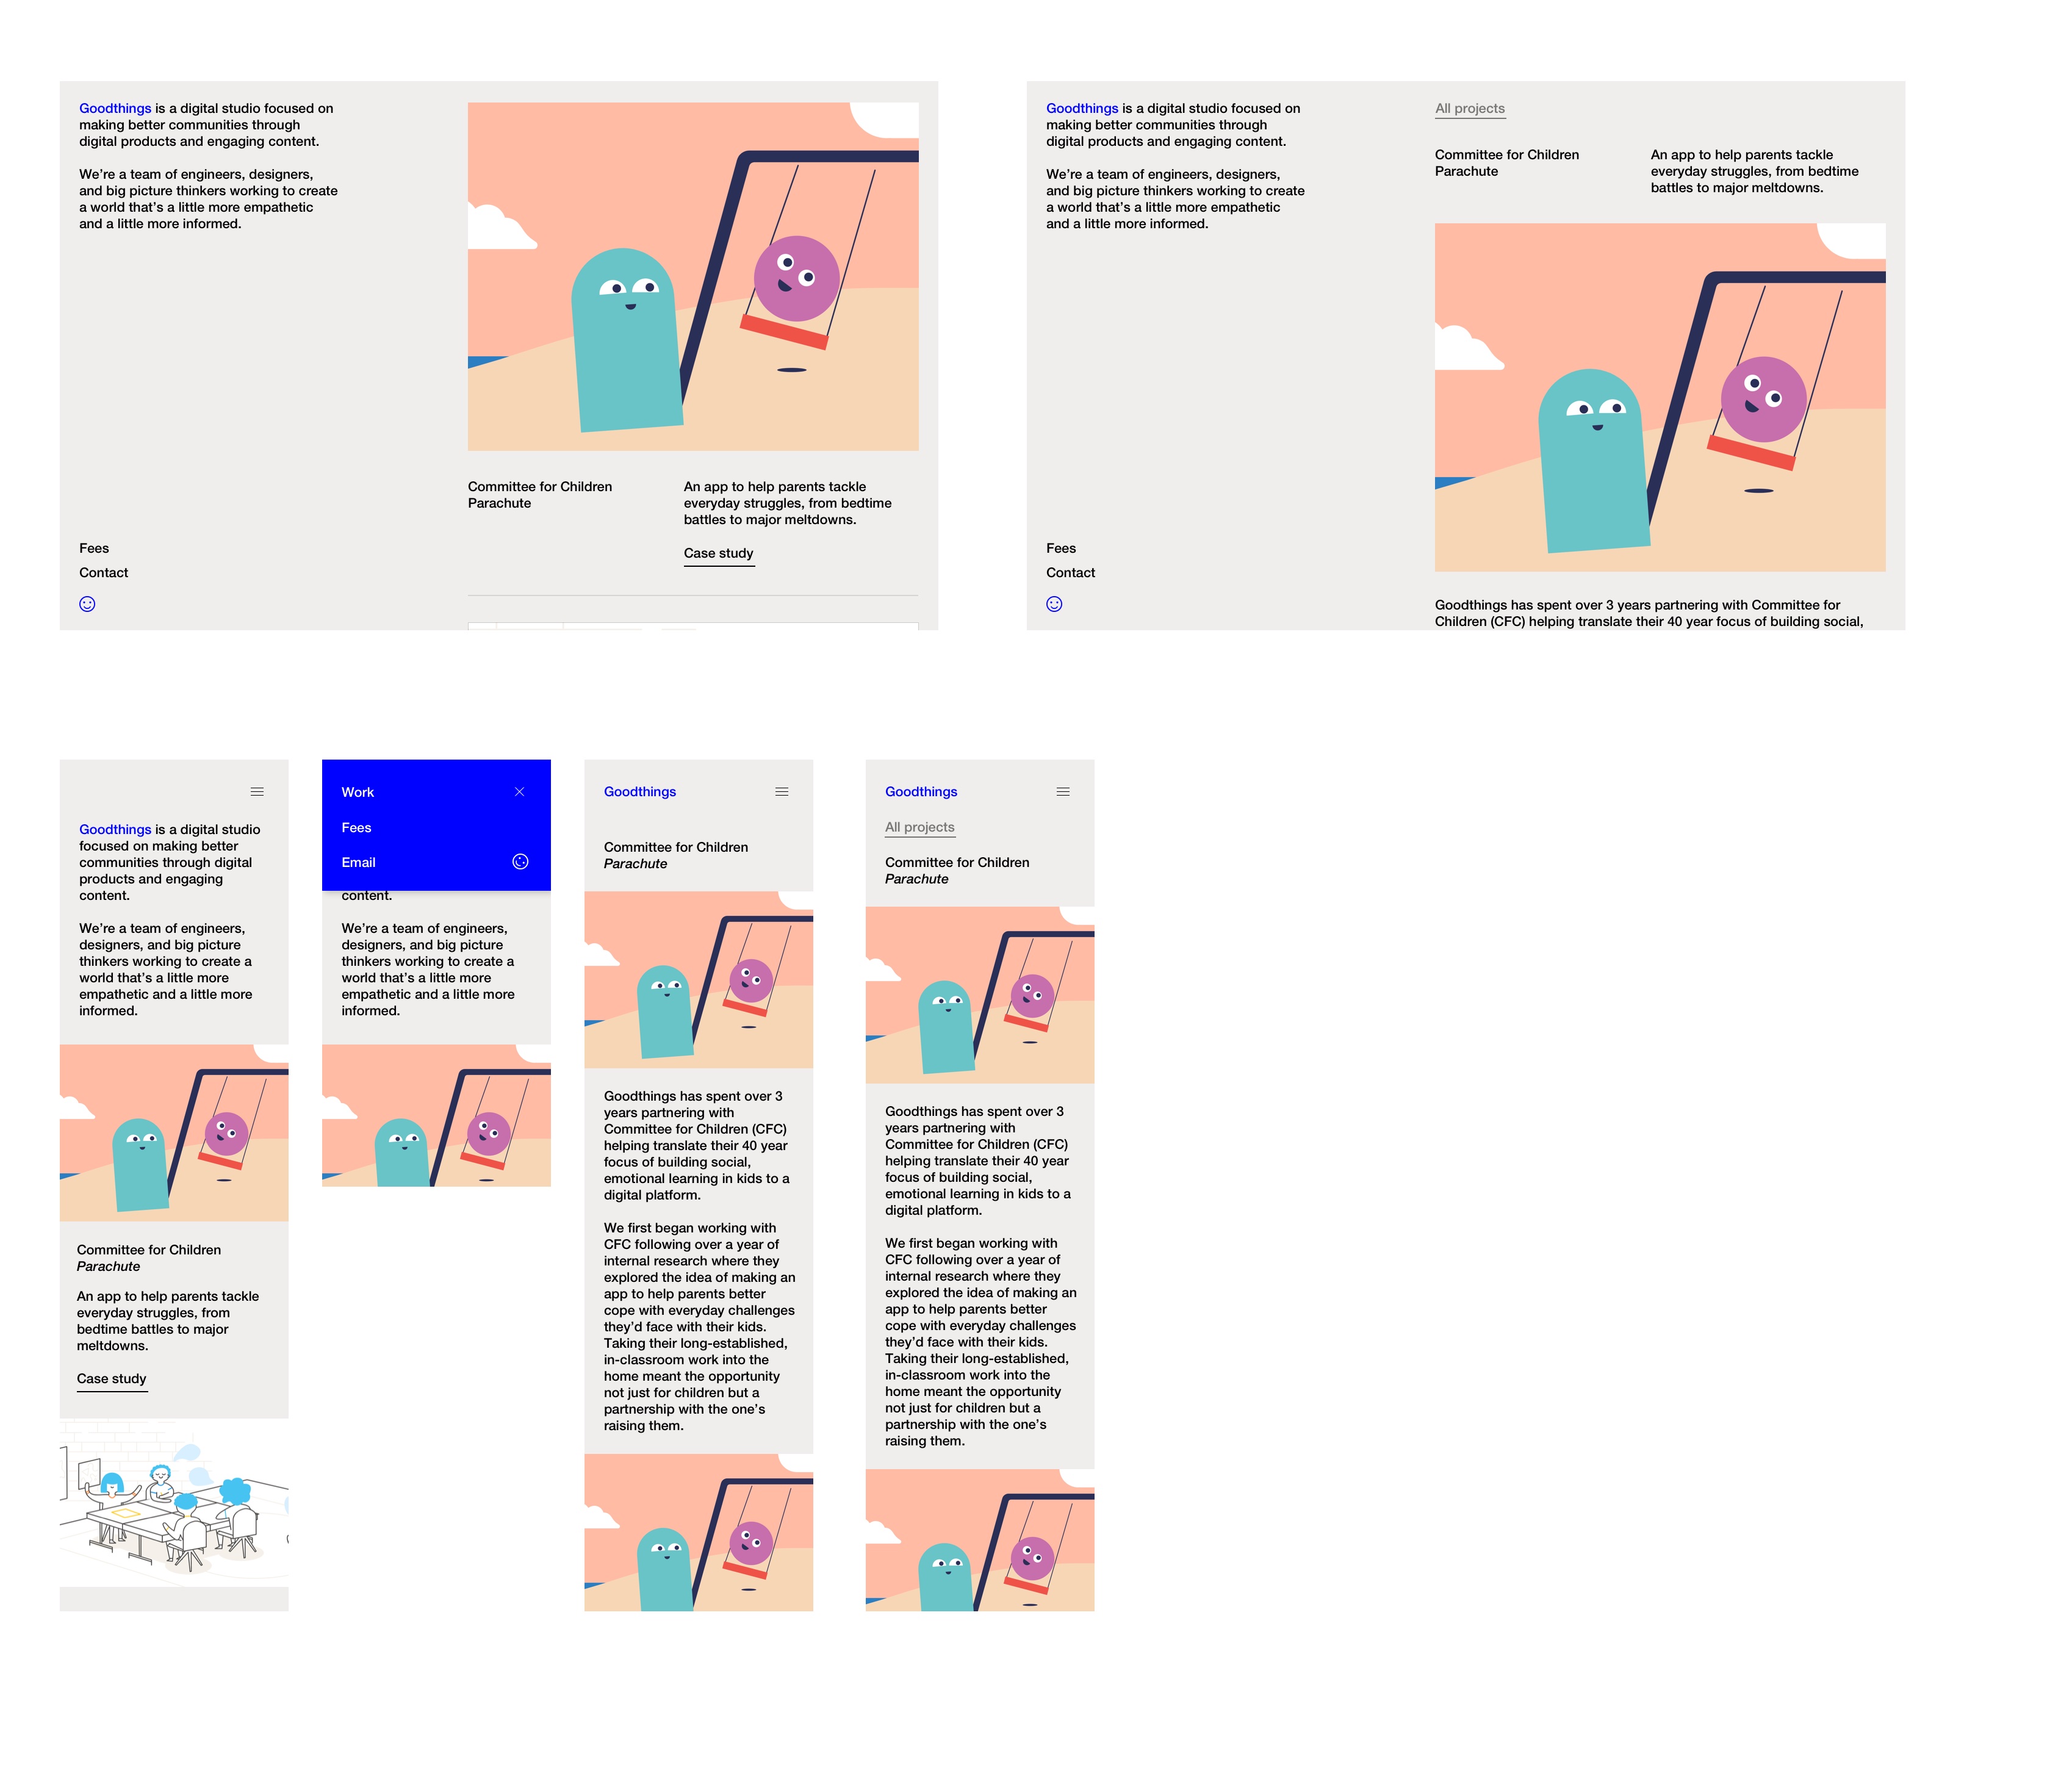 Goodthings is a digital studio focused on
making better communities through
digital products and engaging content.
We’re a team of engineers, designers,
and big picture thinkers working to create
a world that’s a little more empathetic
and a little more informed.
Fees
Contact
Committee for Children
Parachute
An app to help parents tackle
everyday struggles, from bedtime
battles to major meltdowns.
Case study
Goodthings is a digital studio focused on
making better communities through
digital products and engaging content.
We’re a team of engineers, designers,
and big picture thinkers working to create
a world that’s a little more empathetic
and a little more informed.
Fees
Contact
All projects
Committee for Children
Parachute
An app to help parents tackle
everyday struggles, from bedtime
battles to major meltdowns.
Goodthings has spent over 3 years partnering with Committee for
Children (CFC) helping translate their 40 year focus of building social,
Goodthings is a digital studio
focused on making better
communities through digital
products and engaging
content.
We’re a team of engineers,
designers, and big picture
thinkers working to create a
world that’s a little more
empathetic and a little more
informed.
Committee for Children
Parachute
An app to help parents tackle
everyday struggles, from
bedtime battles to major
meltdowns.
Case study
Work
Fees
Email
content.
We’re a team of engineers,
designers, and big picture
thinkers working to create a
world that’s a little more
empathetic and a little more
informed.
Goodthings
Committee for Children
Parachute
Goodthings has spent over 3
years partnering with
Committee for Children (CFC)
helping translate their 40 year
focus of building social,
emotional learning in kids to a
digital platform.
We first began working with
CFC following over a year of
internal research where they
explored the idea of making an
app to help parents better
cope with everyday challenges
they’d face with their kids.
Taking their long-established,
in-classroom work into the
home meant the opportunity
not just for children but a
partnership with the one’s
raising them.
Goodthings
All projects
Committee for Children
Parachute
Goodthings has spent over 3
years partnering with
Committee for Children (CFC)
helping translate their 40 year
focus of building social,
emotional learning in kids to a
digital platform.
We first began working with
CFC following over a year of
internal research where they
explored the idea of making an
app to help parents better
cope with everyday challenges
they’d face with their kids.
Taking their long-established,
in-classroom work into the
home meant the opportunity
not just for children but a
partnership with the one’s
raising them.